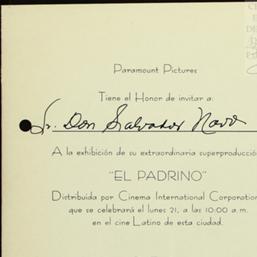 Paramount Pictures
Tiene el Honor de invitar a:
Sr. Don Salvador Novo
A la exhibición de su extraordinaria superproducció
"EL PADRINO"
Distribuida por Cinema International Corporation
que se celebrará el lunes 21, a las 10:00 a.m.
en el cine Latino de esta ciudad.